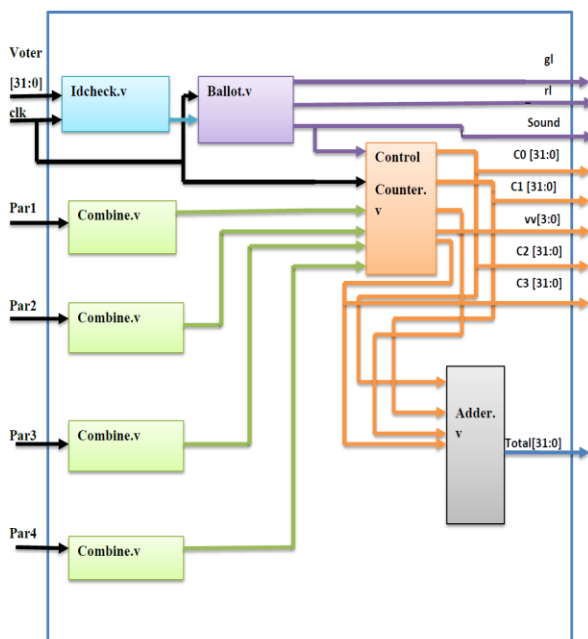 Voter
[31:0]
clk
Idcheck.v
Ballot.v
gl
rl
Sound
Control
Counter.
v
C0 [31:0]
C1 [31:0]
vv[3:0]
C2 [31:0]
C3 [31:0]
Par1
Combine.v
Par2
Combine.v
Par3
Combine.v
Par4
Combine.v
Adder.
v
Total[31:0]